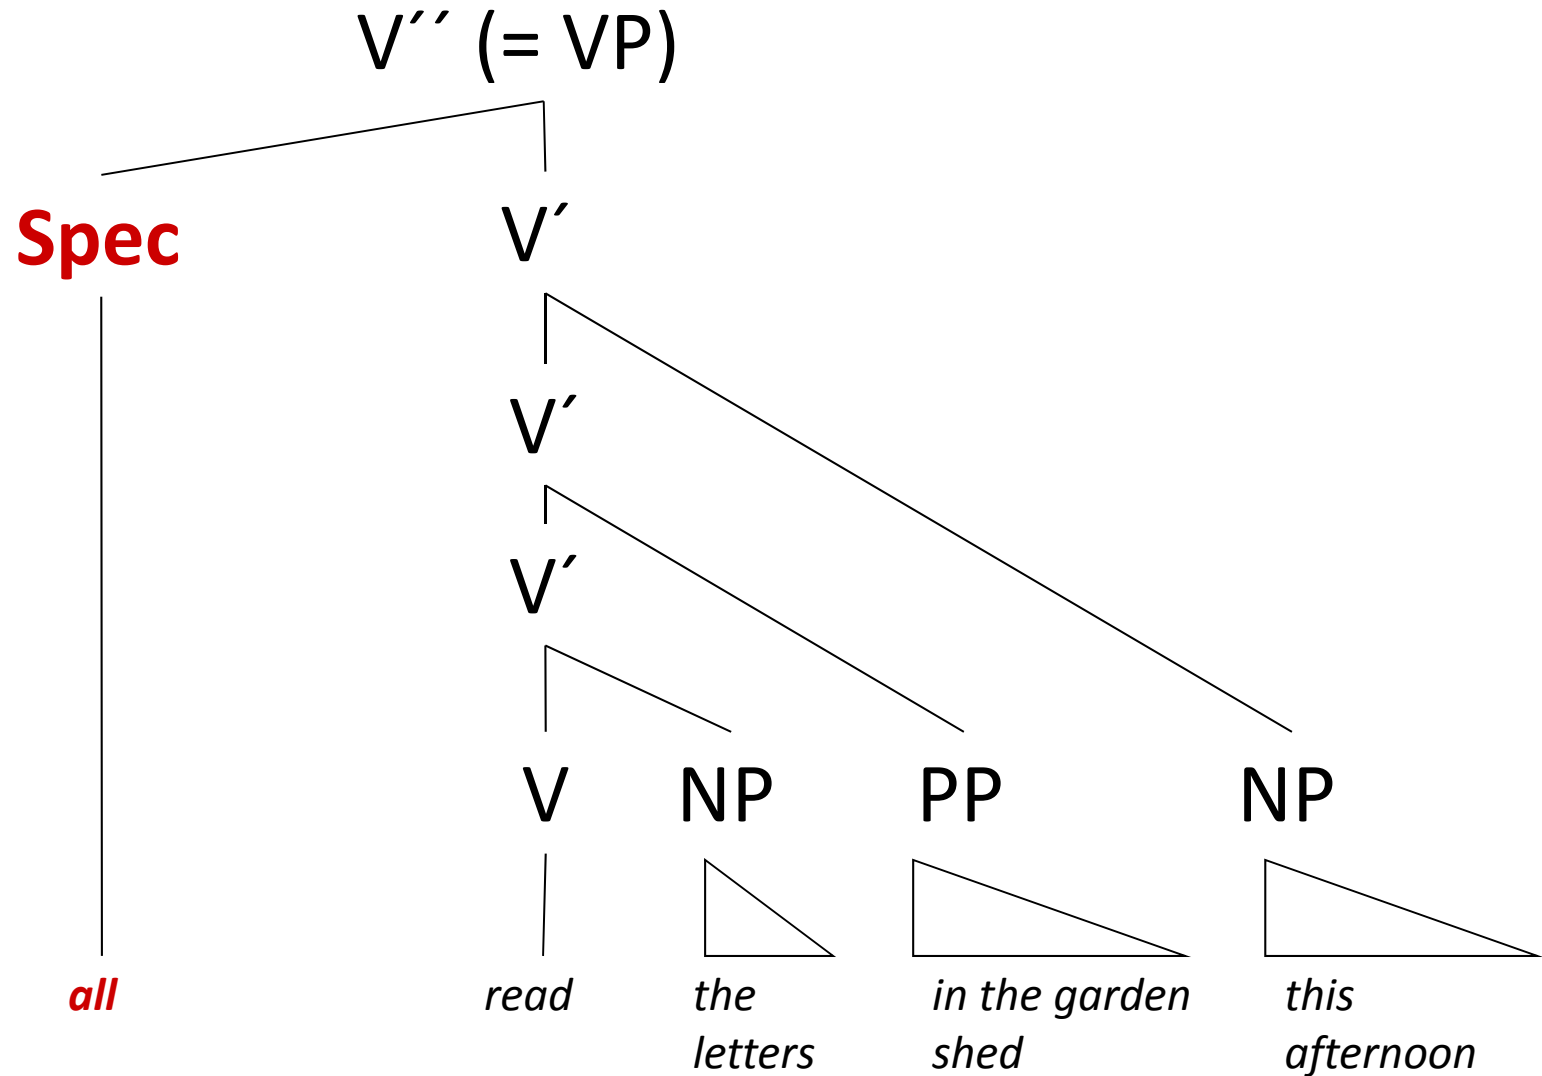 V´´ (= VP)
Spec V´
V´
V´
V NP PP NP
all read the in the garden this
letters shed afternoon